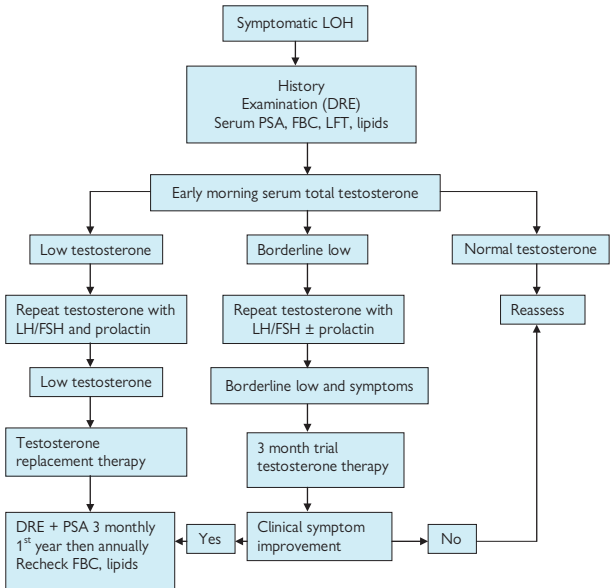 Symptomatic LOH
History
Examination (DRE)
Serum PSA, FBC, LFT, lipids
Early morning serum total testosterone
Low testosterone
Borderline low
Normal testosterone
Repeat testosterone with
LH/FSH and prolactin
Repeat testosterone with
LH/FSH ± prolactin
Reassess
Low testosterone
Borderline low and symptoms
Testosterone
replacement therapy
3 month trial
testosterone therapy
DRE + PSA 3 monthly
1st year then annually
Recheck FBC, lipids
Yes
Clinical symptom
improvement
No